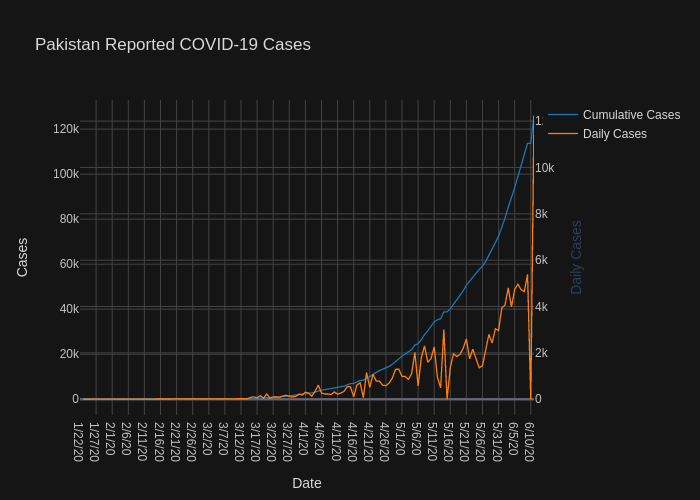 Pakistan Reported COVID-19 Cases
Cumulative Cases
Daily Cases
120k
100k
80k
60k
40k
20k
0
10k
8k
6k
4k
2k
0
Cases
Daily Cases
1/22/20
1/27/20
2/1/20
2/6/20
2/11/20
2/16/20
2/21/20
2/26/20
3/2/20
3/7/20
3/12/20
3/17/20
3/22/20
3/27/20
4/1/20
4/6/20
4/11/20
4/16/20
4/21/20
4/26/20
5/1/20
5/6/20
5/11/20
5/16/20
5/21/20
5/26/20
5/31/20
6/5/20
6/10/20
Date